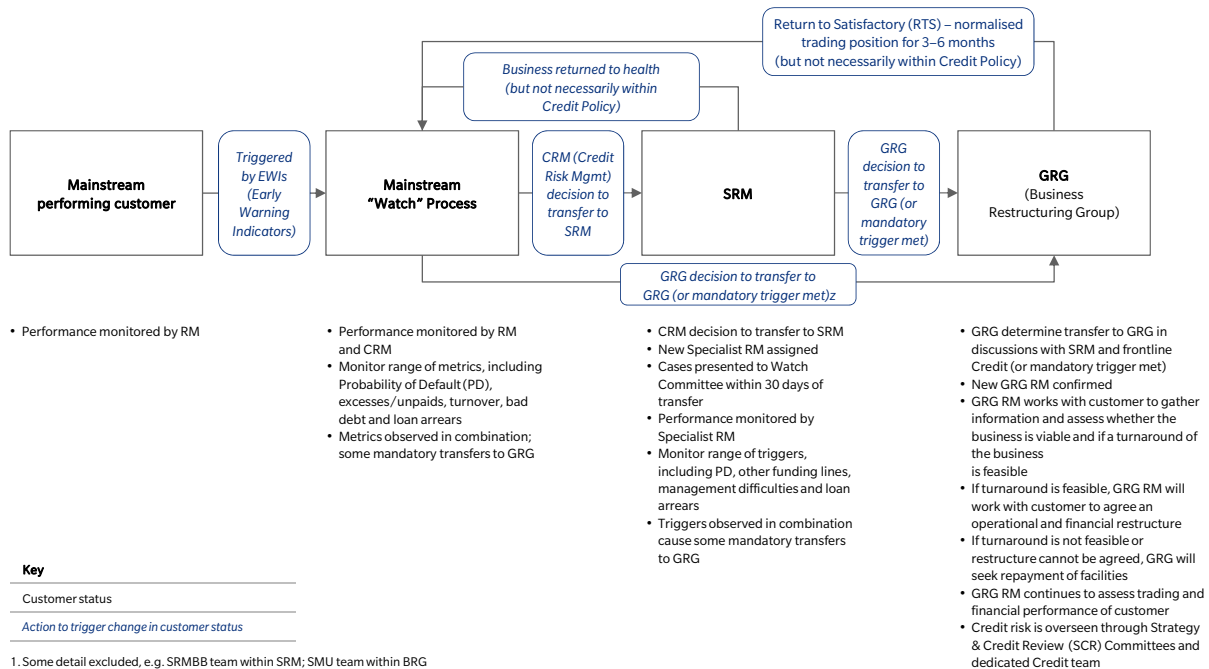 Return to Satisfactory (RTS) – normalised
trading position for 3–6 months
(but not necessarily within Credit Policy)
Business returned to health
(but not necessarily within
Credit Policy)
Mainstream
performing customer
Triggered
by EWIs
(Early
Warning
Indicators)
Mainstream
“Watch” Process
CRM (Credit
Risk Mgmt)
decision to
transfer to
SRM
SRM
GRG
decision to
transfer to
GRG (or
mandatory
trigger met)
GRG
(Business
Restructuring Group)
GRG decision to transfer to
GRG (or mandatory trigger met)z
• Performance monitored by RM
• Performance monitored by RM
and CRM
• Monitor range of metrics, including
Probability of Default (PD),
excesses/unpaids, turnover, bad
debt and loan arrears
• Metrics observed in combination;
some mandatory transfers to GRG
• CRM decision to transfer to SRM
• New Specialist RM assigned
• Cases presented to Watch
Committee within 30 days of
transfer
• Performance monitored by
Specialist RM
• Monitor range of triggers,
including PD, other funding lines,
management difficulties and loan
arrears
• Triggers observed in combination
cause some mandatory transfers
to GRG
• GRG determine transfer to GRG in
discussions with SRM and frontline
Credit (or mandatory trigger met)
• New GRG RM confirmed
• GRG RM works with customer to gather
information and assess whether the
business is viable and if a turnaround of
the business
is feasible
• If turnaround is feasible, GRG RM will
work with customer to agree an
operational and financial restructure
• If turnaround is not feasible or
restructure cannot be agreed, GRG will
seek repayment of facilities
• GRG RM continues to assess trading and
financial performance of customer
• Credit risk is overseen through Strategy
& Credit Review (SCR) Committees and
dedicated Credit team
Key
Customer status
Action to trigger change in customer status
1. Some detail excluded, e.g. SRMBB team within SRM; SMU team within BRG